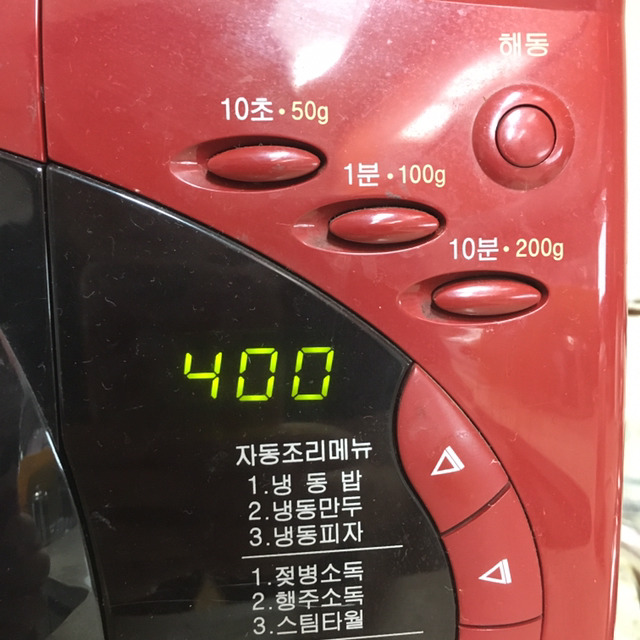 해동
10초·50g
1분·100g
10분·200g
400
자동조리메뉴
1.냉 동 밥
2.냉동만두
3.냉동피자
1.젖병소독
2.행주소독
3.스팀타월